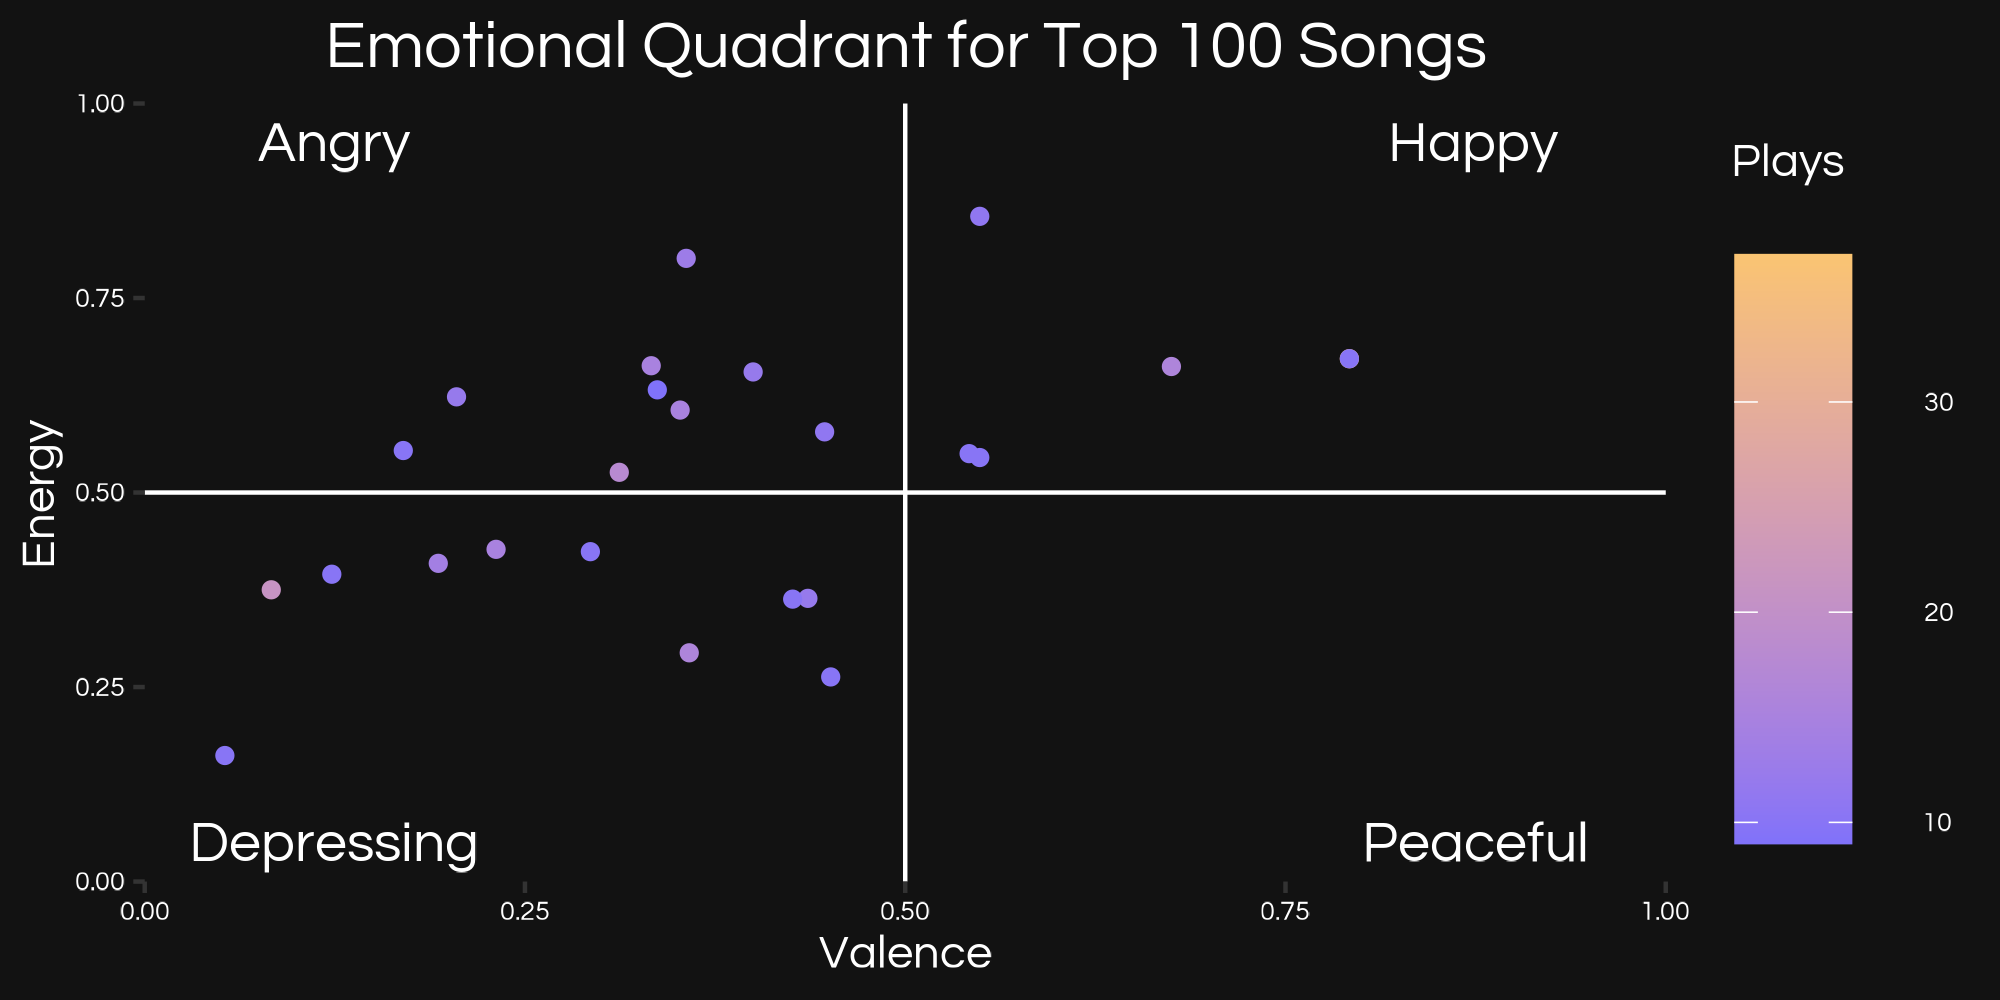 Emotional Quadrant for Top 100 Songs
1.00
Angry
Happy
Plays
0.75
30
Energy
0.50
20
0.25
10
Depressing
Peaceful
0.00
0.00 0.25 0.50 0.75 1.00
Valence